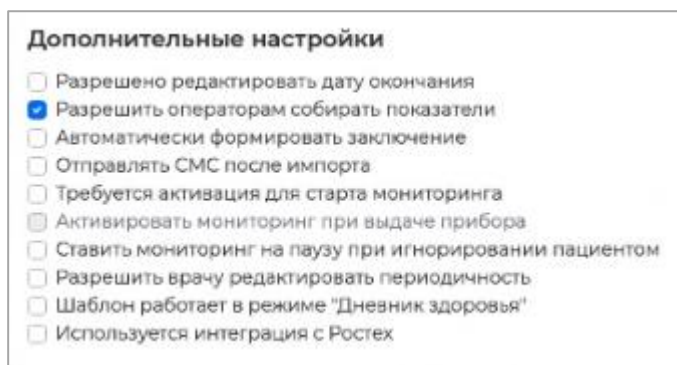 Дополнительные настройки
Разрешено редактировать дату окончания
Разрешить операторам собирать показатели
Автоматически формировать заключение
Отправлять СМС после импорта
Требуется активация для старта мониторинга
Активировать мониторинг при выдаче прибора
Ставить мониторинг на паузу при игнорировании пациентом
Разрешить врачу редактировать периодичность
Шаблон работает в режиме "Дневник здоровья"
Используется интеграция с Ростех